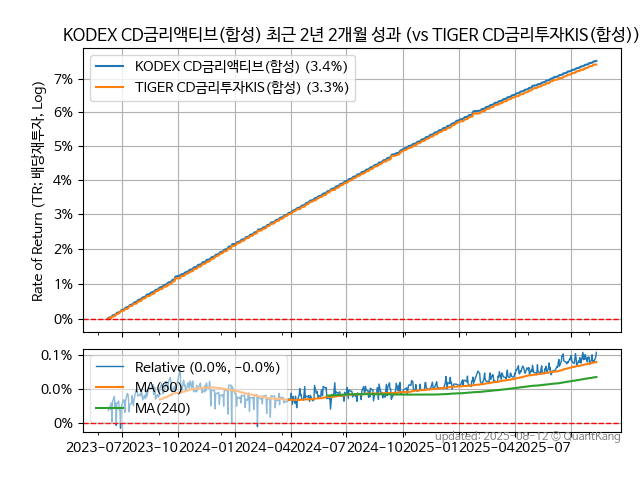 KODEX CD금리액티브(합성) 최근 2년 2개월 성과 (vs TIGER CD금리투자KIS(합성))
KODEX CD금리액티브(합성) (3.4%)
TIGER CD금리투자KIS(합성) (3.3%)
Rate of Return (TR; 배당재투자, Log)
7%
6%
5%
4%
3%
2%
1%
0%
0.1%
0.0%
0%
Relative (0.0%, -0.0%)
MA(60)
MA(240)
2023-07
2023-10
2024-01
2024-04
2024-07
2024-10
2025-01
2025-04
2025-07
updated: 2025-08-12 © QuantKang